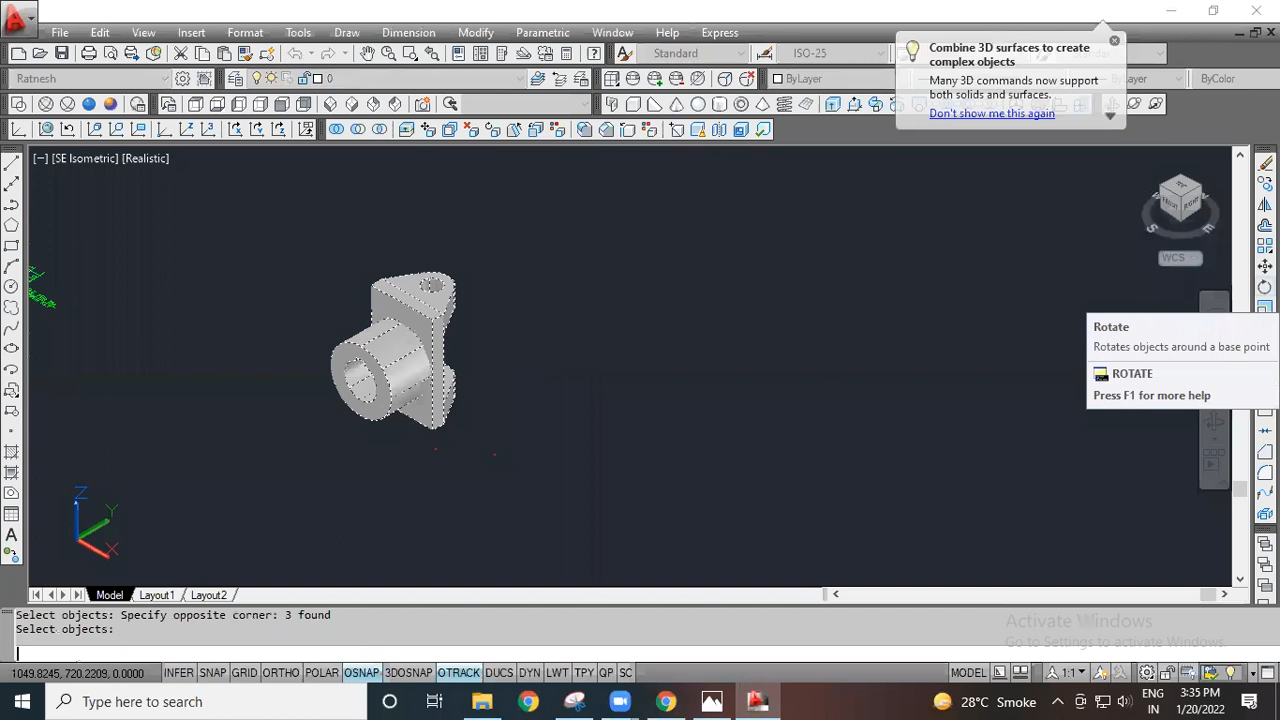 File Edit View Insert Format Tools Draw Dimension Modify Parametric Window Help Express
Standard ISO-25
Ratnesh 0 ByLayer ByLayer ByColor
Combine 3D surfaces to create
complex objects
Many 3D commands now support
both solids and surfaces.
Don't show me this again
[−] [SE Isometric] [Realistic]
TOP
FRONT RIGHT
S E
WCS
Rotate
Rotates objects around a base point
ROTATE
Press F1 for more help
Z
Y
X
Model Layout1 Layout2
Select objects: Specify opposite corner: 3 found
Select objects:
Activate Windows
Go to Settings to activate Windows.
1049.8245, 720.2209, 0.0000 INFER SNAP GRID ORTHO POLAR OSNAP 3DOSNAP OTRACK DUCS DYN LWT TPY QP SC MODEL 1:1
Type here to search
28°C Smoke
ENG
IN
3:35 PM
1/20/2022